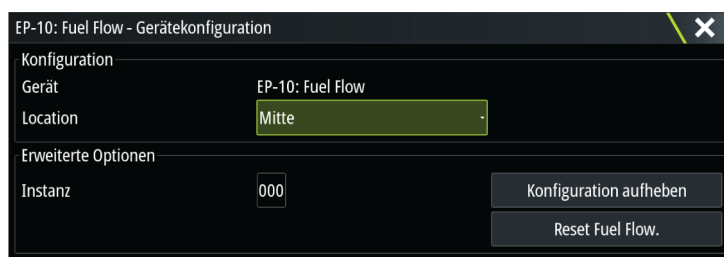 EP-10: Fuel Flow - Gerätekonfiguration
Konfiguration
Gerät EP-10: Fuel Flow
Location Mitte
Erweiterte Optionen
Instanz 000 Konfiguration aufheben
Reset Fuel Flow.